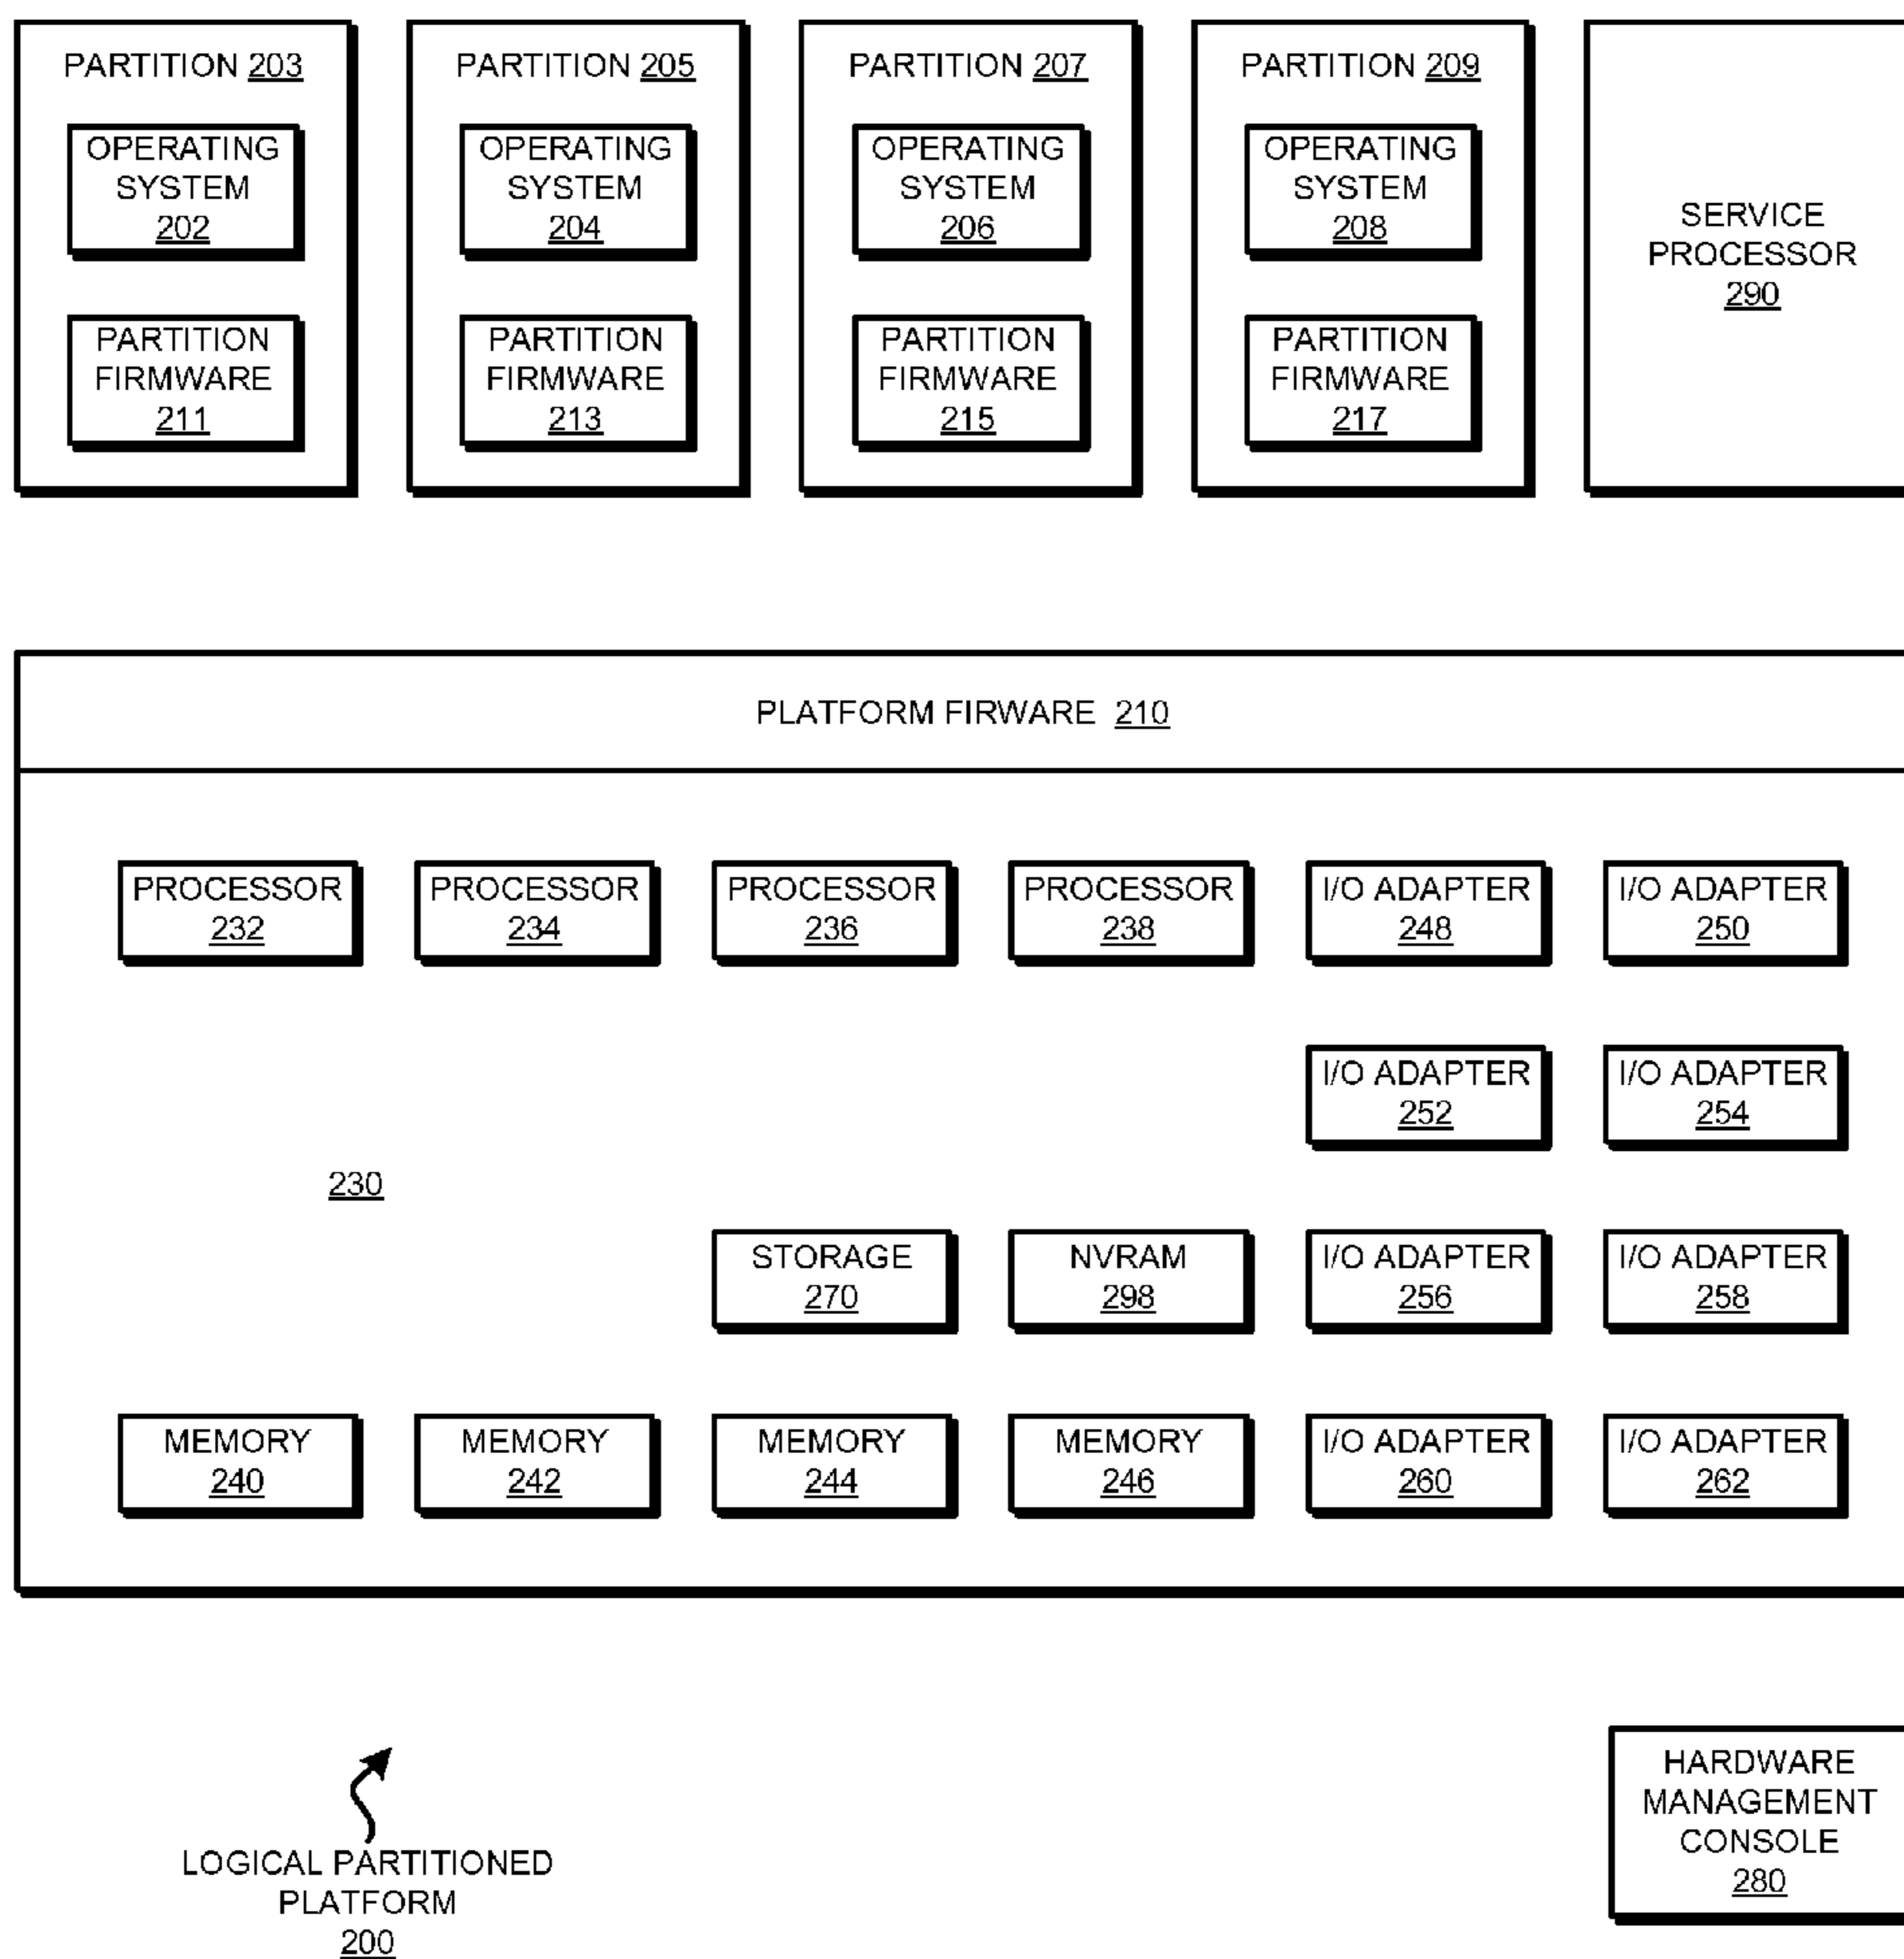 PARTITION 203
OPERATING
SYSTEM
202
PARTITION
FIRMWARE
211
PARTITION 205
OPERATING
SYSTEM
204
PARTITION
FIRMWARE
213
PARTITION 207
OPERATING
SYSTEM
206
PARTITION
FIRMWARE
215
PARTITION 209
OPERATING
SYSTEM
208
PARTITION
FIRMWARE
217
SERVICE
PROCESSOR
290
PLATFORM FIRWARE 210
PROCESSOR
232
PROCESSOR
234
PROCESSOR
236
PROCESSOR
238
I/O ADAPTER
248
I/O ADAPTER
250
I/O ADAPTER
252
I/O ADAPTER
254
230
STORAGE
270
NVRAM
298
I/O ADAPTER
256
I/O ADAPTER
258
MEMORY
240
MEMORY
242
MEMORY
244
MEMORY
246
I/O ADAPTER
260
I/O ADAPTER
262
LOGICAL PARTITIONED
PLATFORM
200
HARDWARE
MANAGEMENT
CONSOLE
280